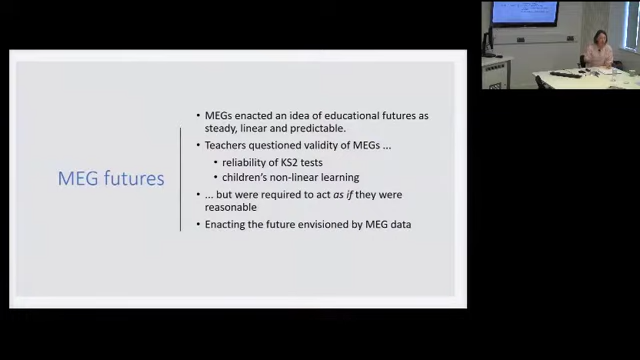 MEG futures
• MEGs enacted an idea of educational futures as
steady, linear and predictable.
• Teachers questioned validity of MEGs ...
• reliability of KS2 tests
• children's non-linear learning
• ... but were required to act as if they were
reasonable
• Enacting the future envisioned by MEG data